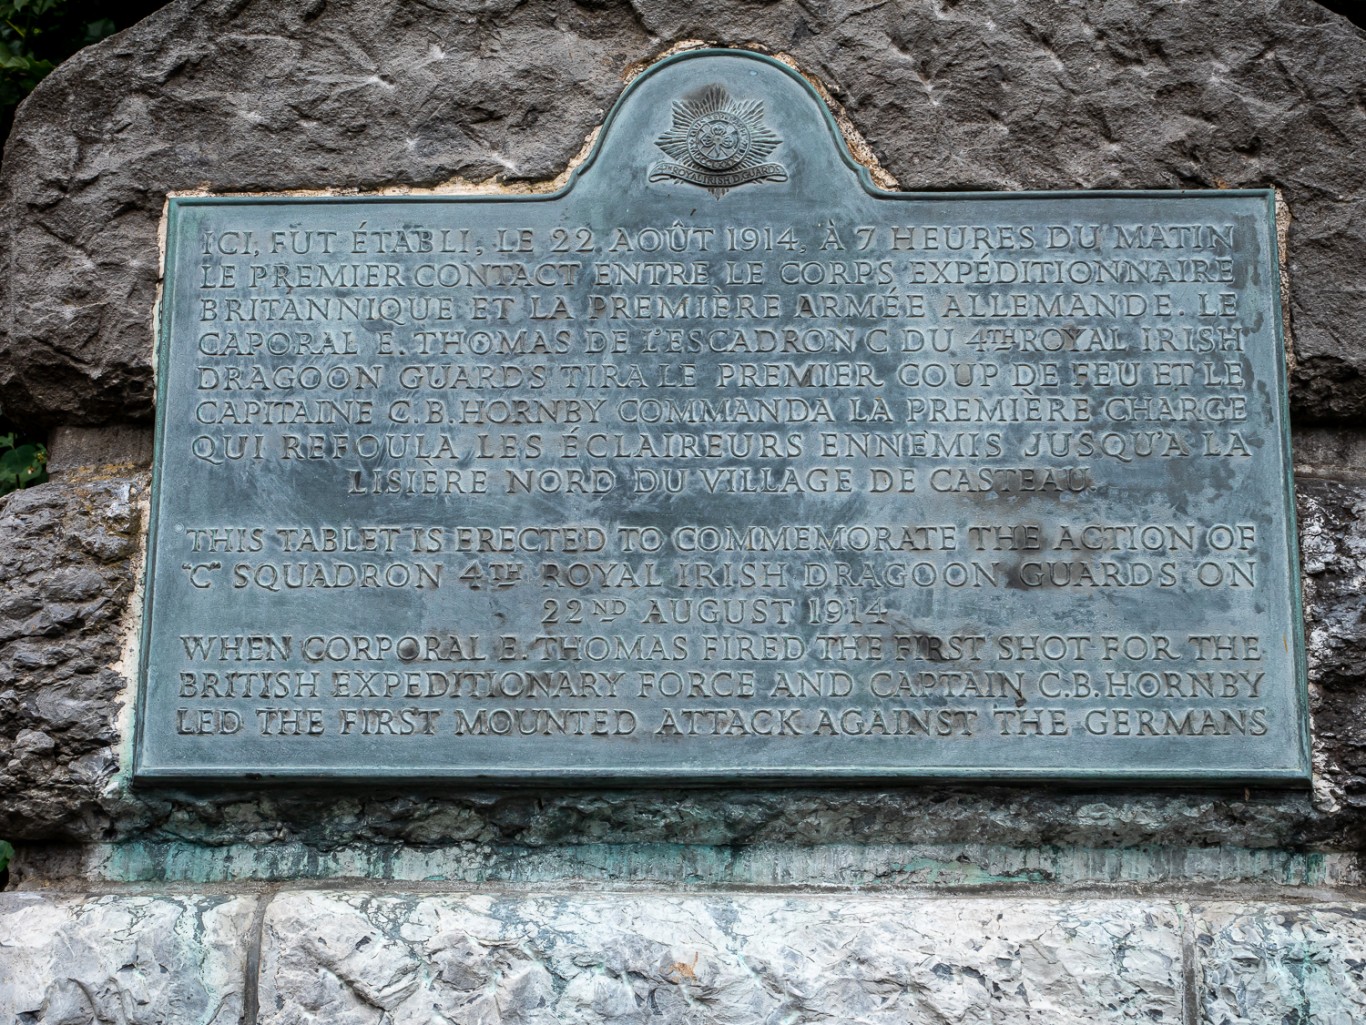 ROYAL IRISH D. GUARDS
ICI, FUT ÉTABLI, LE 22 AOÛT 1914, À 7 HEURES DU MATIN
LE PREMIER CONTACT ENTRE LE CORPS EXPÉDITIONNAIRE
BRITANNIQUE ET LA PREMIÈRE ARMÉE ALLEMANDE. LE
CAPORAL E. THOMAS DE L'ESCADRON C DU 4TH ROYAL IRISH
DRAGOON GUARDS TIRA LE PREMIER COUP DE FEU ET LE
CAPITAINE C.B. HORNBY COMMANDA LA PREMIÈRE CHARGE
QUI REFOULA LES ÉCLAIREURS ENNEMIS JUSQU'A LA
LISIÈRE NORD DU VILLAGE DE CASTEAU.
THIS TABLET IS ERECTED TO COMMEMORATE THE ACTION OF
"C" SQUADRON 4TH ROYAL IRISH DRAGOON GUARDS ON
22ND AUGUST 1914
WHEN CORPORAL E. THOMAS FIRED THE FIRST SHOT FOR THE
BRITISH EXPEDITIONARY FORCE AND CAPTAIN C.B. HORNBY
LED THE FIRST MOUNTED ATTACK AGAINST THE GERMANS